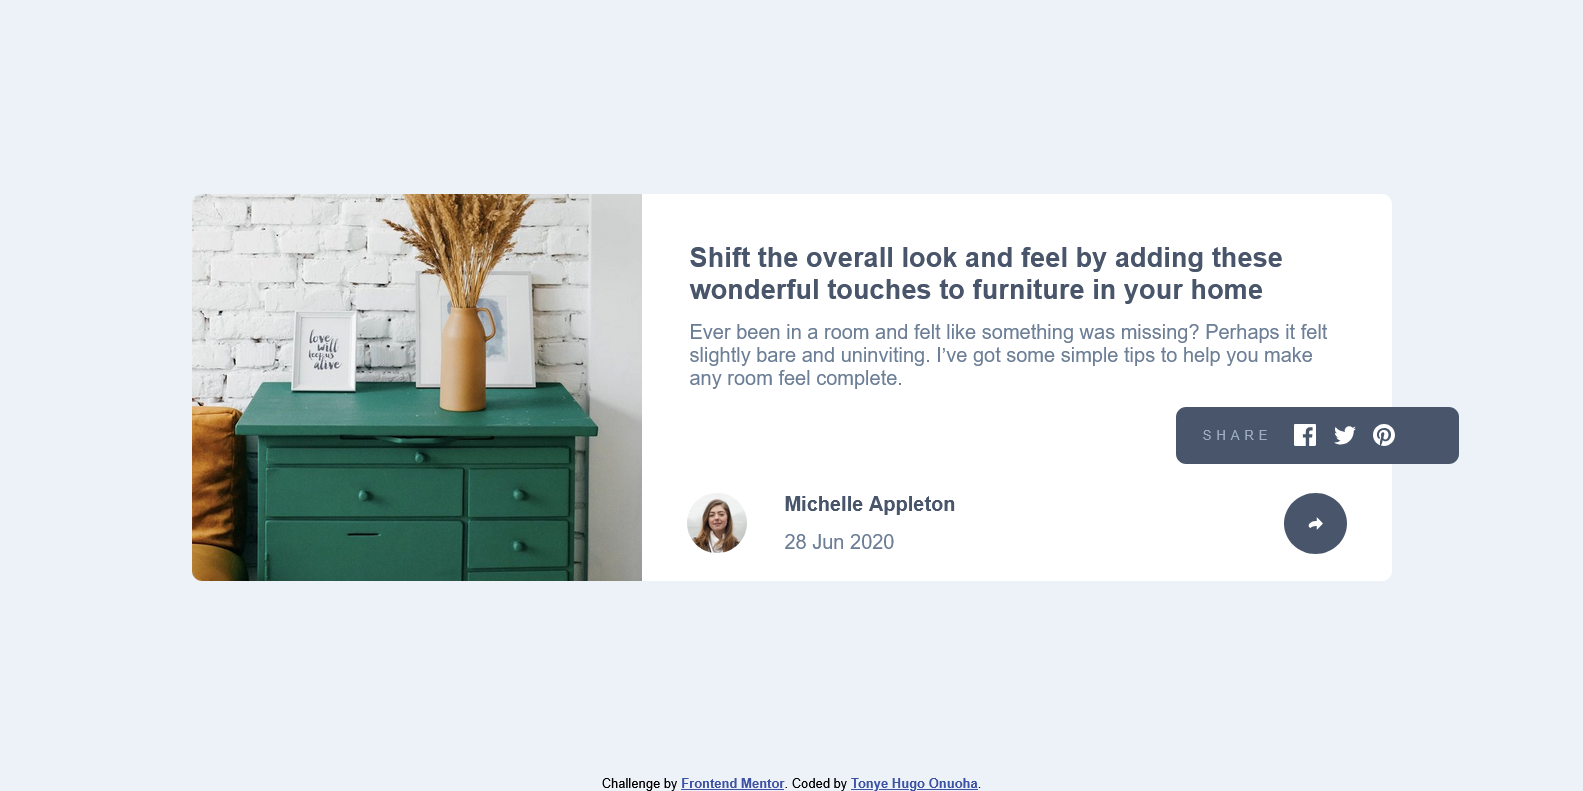 Shift the overall look and feel by adding these
wonderful touches to furniture in your home
Ever been in a room and felt like something was missing? Perhaps it felt
slightly bare and uninviting. I’ve got some simple tips to help you make
any room feel complete.
love
will
keep us
alive
SHARE
Michelle Appleton
28 Jun 2020
Challenge by Frontend Mentor. Coded by Tonye Hugo Onuoha.